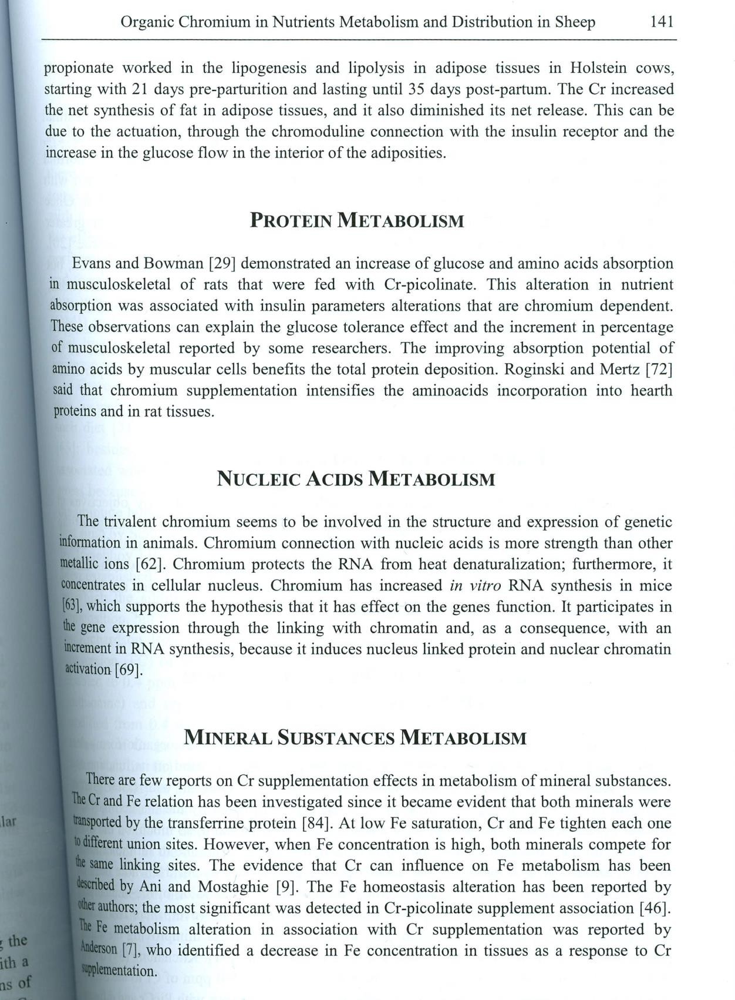 Organic Chromium in Nutrients Metabolism and Distribution in Sheep 141
propionate worked in the lipogenesis and lipolysis in adipose tissues in Holstein cows,
starting with 21 days pre-parturition and lasting until 35 days post-partum. The Cr increased
the net synthesis of fat in adipose tissues, and it also diminished its net release. This can be
due to the actuation, through the chromoduline connection with the insulin receptor and the
increase in the glucose flow in the interior of the adiposities.
PROTEIN METABOLISM
Evans and Bowman [29] demonstrated an increase of glucose and amino acids absorption
in musculoskeletal of rats that were fed with Cr-picolinate. This alteration in nutrient
absorption was associated with insulin parameters alterations that are chromium dependent.
These observations can explain the glucose tolerance effect and the increment in percentage
of musculoskeletal reported by some researchers. The improving absorption potential of
amino acids by muscular cells benefits the total protein deposition. Roginski and Mertz [72]
said that chromium supplementation intensifies the aminoacids incorporation into hearth
proteins and in rat tissues.
NUCLEIC ACIDS METABOLISM
The trivalent chromium seems to be involved in the structure and expression of genetic
information in animals. Chromium connection with nucleic acids is more strength than other
metallic ions [62]. Chromium protects the RNA from heat denaturalization; furthermore, it
concentrates in cellular nucleus. Chromium has increased in vitro RNA synthesis in mice
[63], which supports the hypothesis that it has effect on the genes function. It participates in
the gene expression through the linking with chromatin and, as a consequence, with an
increment in RNA synthesis, because it induces nucleus linked protein and nuclear chromatin
activation [69].
MINERAL SUBSTANCES METABOLISM
There are few reports on Cr supplementation effects in metabolism of mineral substances.
The Cr and Fe relation has been investigated since it became evident that both minerals were
transported by the transferrine protein [84]. At low Fe saturation, Cr and Fe tighten each one
to different union sites. However, when Fe concentration is high, both minerals compete for
the same linking sites. The evidence that Cr can influence on Fe metabolism has been
described by Ani and Mostaghie [9]. The Fe homeostasis alteration has been reported by
other authors; the most significant was detected in Cr-picolinate supplement association [46].
The Fe metabolism alteration in association with Cr supplementation was reported by
Anderson [7], who identified a decrease in Fe concentration in tissues as a response to Cr
supplementation.
lar
the
ith a
ns of